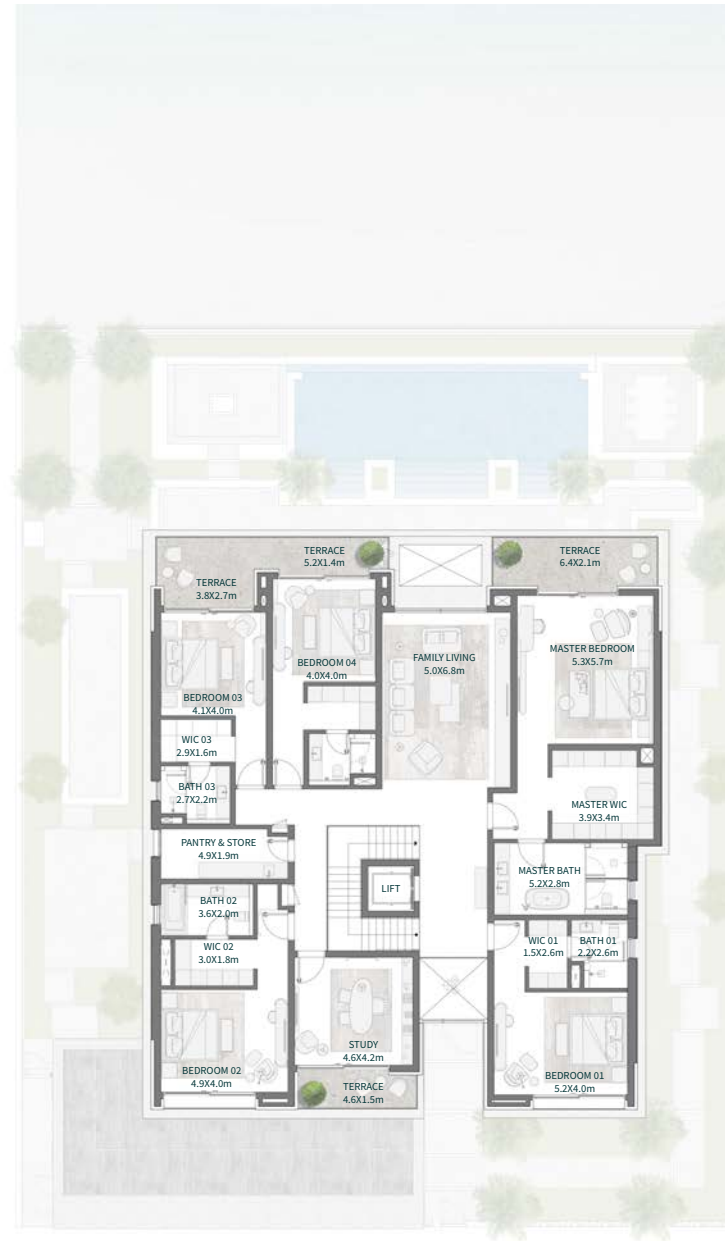 TERRACE
5.2X1.4m
TERRACE
6.4X2.1m
TERRACE
3.8X2.7m
BEDROOM 04
4.0X4.0m
FAMILY LIVING
5.0X6.8m
MASTER BEDROOM
5.3X5.7m
BEDROOM 03
4.1X4.0m
WIC 03
2.9X1.6m
BATH 03
2.7X2.2m
MASTER WIC
3.9X3.4m
PANTRY & STORE
4.9X1.9m
LIFT
MASTER BATH
5.2X2.8m
BATH 02
3.6X2.0m
WIC 02
3.0X1.8m
WIC 01
1.5X2.6m
BATH 01
2.2X2.6m
STUDY
4.6X4.2m
BEDROOM 02
4.9X4.0m
BEDROOM 01
5.2X4.0m
TERRACE
4.6X1.5m